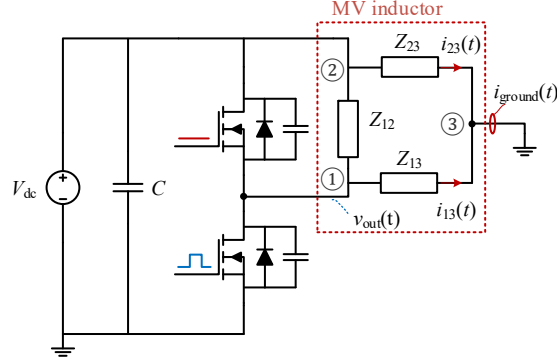 MV inductor
Z23
i23(t)
②
iground(t)
Z12
③
Vdc
C
①
Z13
vout(t)
i13(t)